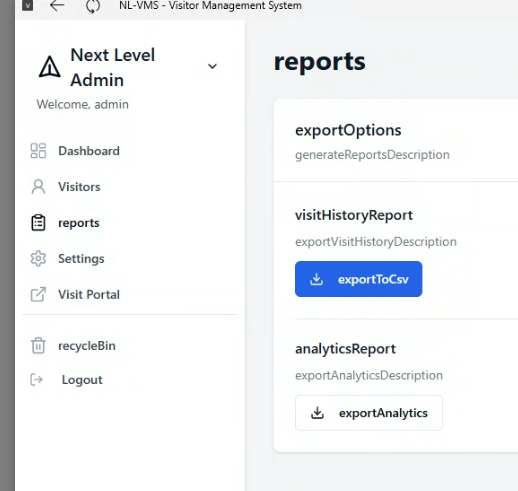 NL-VMS - Visitor Management System
Next Level
Admin
Welcome, admin
Dashboard
Visitors
reports
Settings
Visit Portal
recycleBin
Logout
reports
exportOptions
generateReportsDescription
visitHistoryReport
exportVisitHistoryDescription
exportToCsv
analyticsReport
exportAnalyticsDescription
exportAnalytics